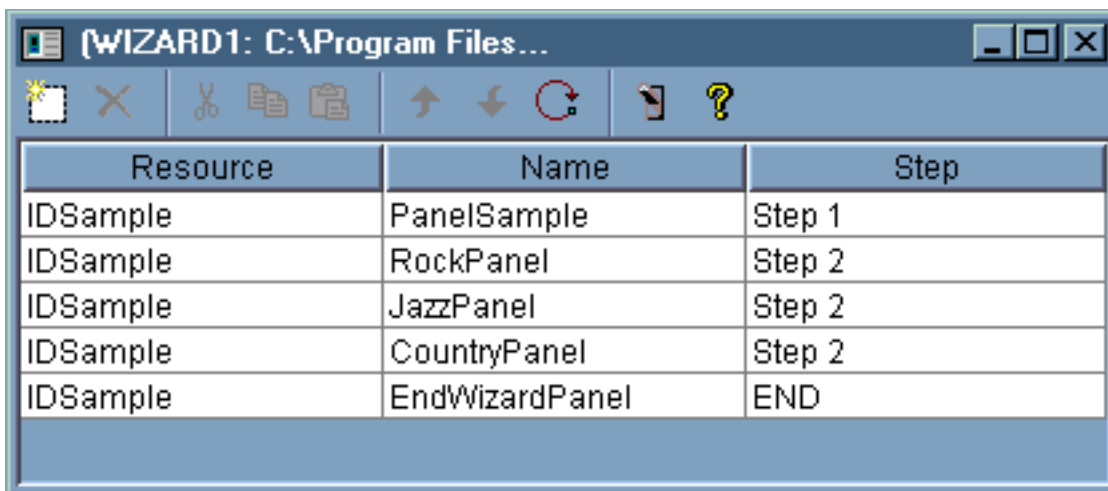 (WIZARD1: C:\Program Files...
Resource Name Step
IDSample PanelSample Step 1
IDSample RockPanel Step 2
IDSample JazzPanel Step 2
IDSample CountryPanel Step 2
IDSample EndWizardPanel END